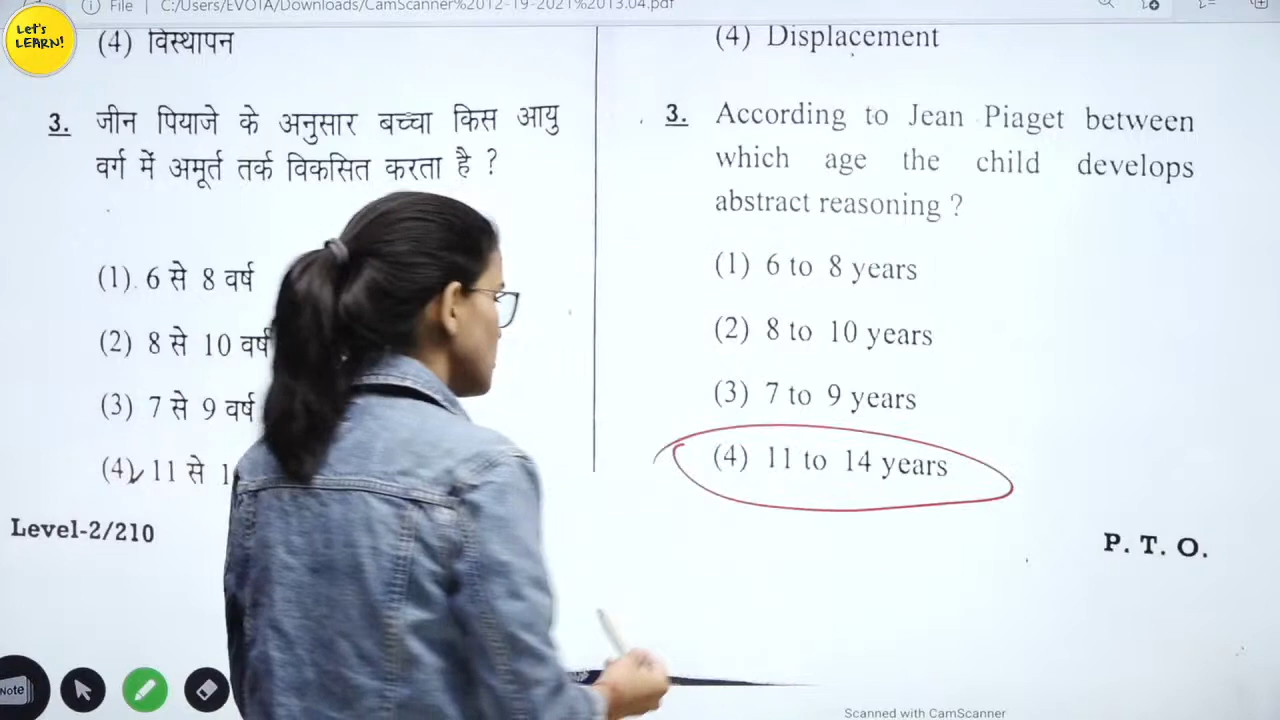 File
C:/Users/EVOTA/Downloads/CamScanner%2012-19-2021%2013.04.pdf
Let's
LEARN!
(4) विस्थापन
3. जीन पियाजे के अनुसार बच्चा किस आयु
वर्ग में अमूर्त तर्क विकसित करता है ?
(1) 6 से 8 वर्ष
(2) 8 से 10 वर्ष
(3) 7 से 9 वर्ष
(4) 11 से
Level-2/210
(4) Displacement
3. According to Jean Piaget between
which age the child develops
abstract reasoning ?
(1) 6 to 8 years
(2) 8 to 10 years
(3) 7 to 9 years
(4) 11 to 14 years
P. T. O.
Note
Scanned with CamScanner